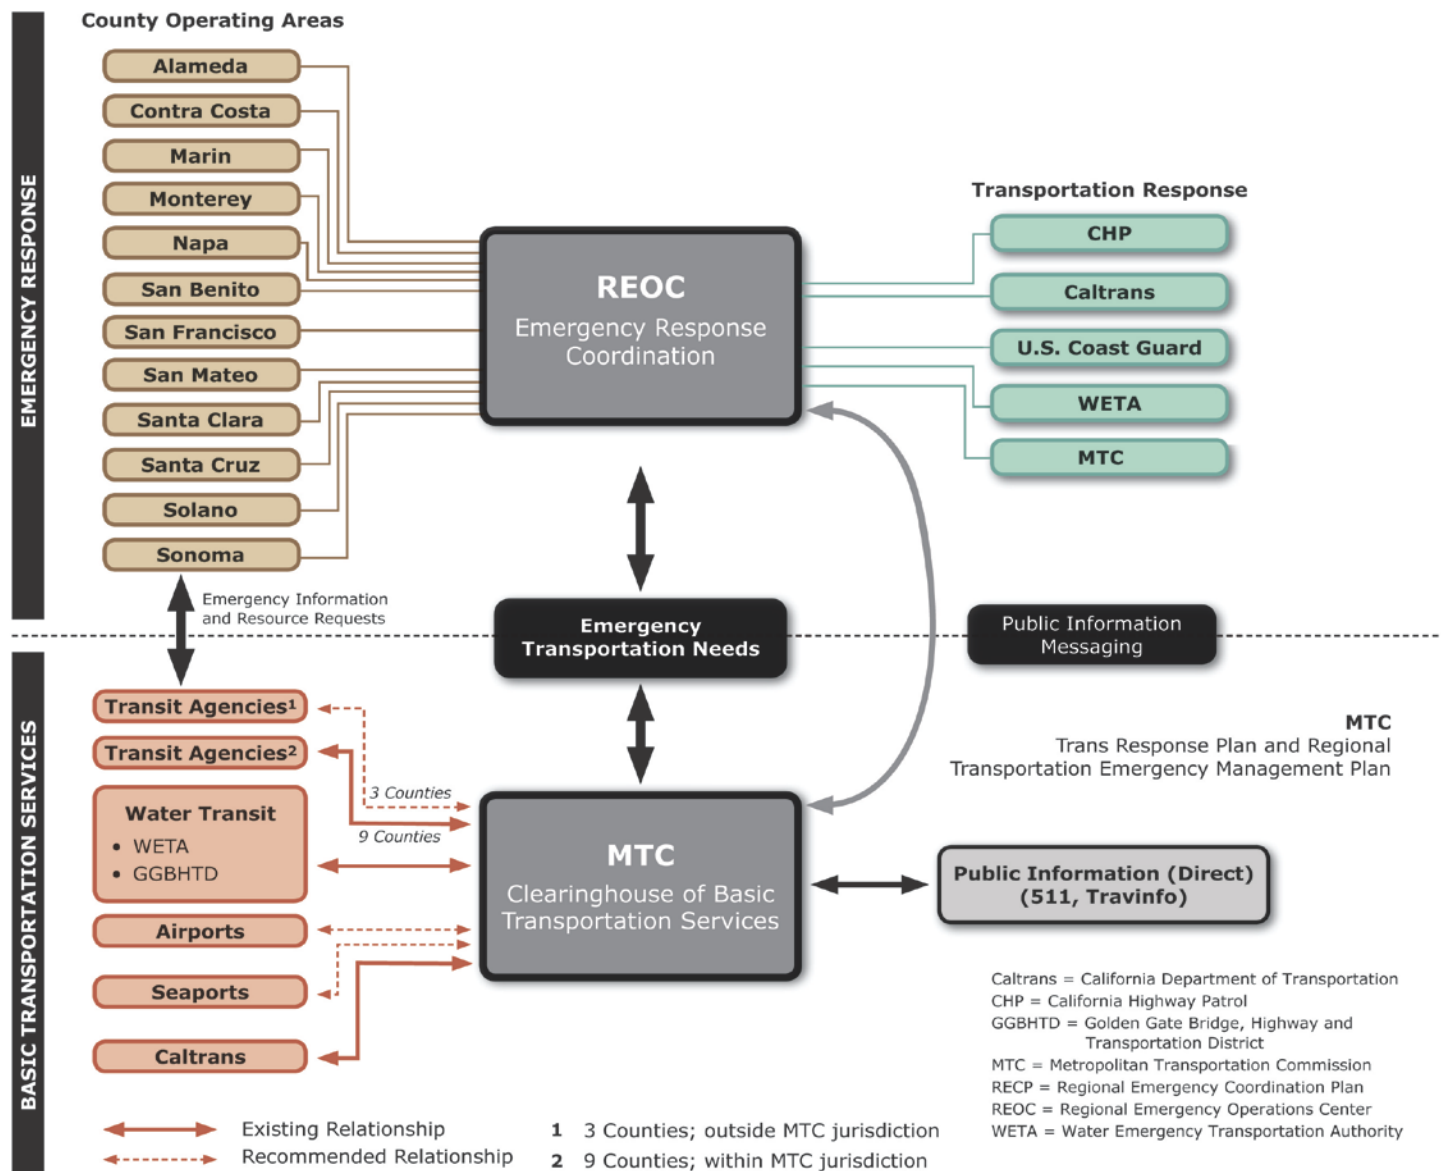 County Operating Areas
EMERGENCY RESPONSE
Alameda
Contra Costa
Marin
Monterey
Napa
San Benito
San Francisco
San Mateo
Santa Clara
Santa Cruz
Solano
Sonoma
REOC
Emergency Response
Coordination
Transportation Response
CHP
Caltrans
U.S. Coast Guard
WETA
MTC
Emergency Information
and Resource Requests
Emergency
Transportation Needs
Public Information
Messaging
BASIC TRANSPORTATION SERVICES
Transit Agencies¹
Transit Agencies²
Water Transit
• WETA
• GGBHTD
Airports
Seaports
Caltrans
3 Counties
9 Counties
MTC
Clearinghouse of Basic
Transportation Services
MTC
Trans Response Plan and Regional
Transportation Emergency Management Plan
Public Information (Direct)
(511, Travinfo)
Caltrans = California Department of Transportation
CHP = California Highway Patrol
GGBHTD = Golden Gate Bridge, Highway and
Transportation District
MTC = Metropolitan Transportation Commission
RECP = Regional Emergency Coordination Plan
REOC = Regional Emergency Operations Center
WETA = Water Emergency Transportation Authority
Existing Relationship
Recommended Relationship
1 3 Counties; outside MTC jurisdiction
2 9 Counties; within MTC jurisdiction